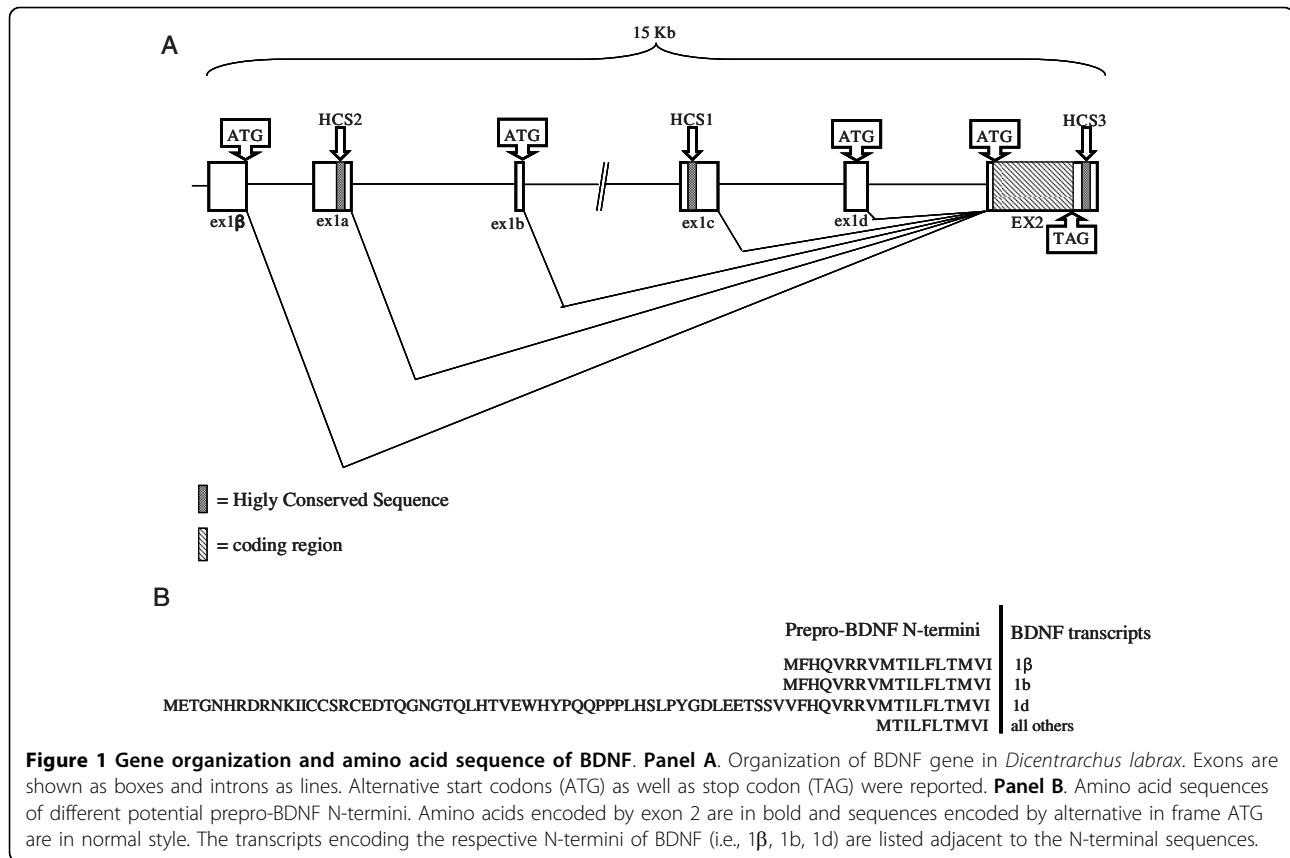 A
15 Kb
ATG HCS2 ATG HCS1 ATG ATG HCS3
ex1β ex1a ex1b ex1c ex1d EX2
TAG
= Higly Conserved Sequence
= coding region
B
Prepro-BDNF N-termini BDNF transcripts
MFHQVRRVMTILFLTMVI 1β
MFHQVRRVMTILFLTMVI 1b
METGNHRDRNKIICCSRCEDTQGNGTQLHTVEWHYPQQPPPLHSLPYGDLEETSSVVFHQVRRVMTILFLTMVI 1d
MTILFLTMVI all others
Figure 1 Gene organization and amino acid sequence of BDNF. Panel A. Organization of BDNF gene in Dicentrarchus labrax. Exons are
shown as boxes and introns as lines. Alternative start codons (ATG) as well as stop codon (TAG) were reported. Panel B. Amino acid sequences
of different potential prepro-BDNF N-termini. Amino acids encoded by exon 2 are in bold and sequences encoded by alternative in frame ATG
are in normal style. The transcripts encoding the respective N-termini of BDNF (i.e., 1β, 1b, 1d) are listed adjacent to the N-terminal sequences.